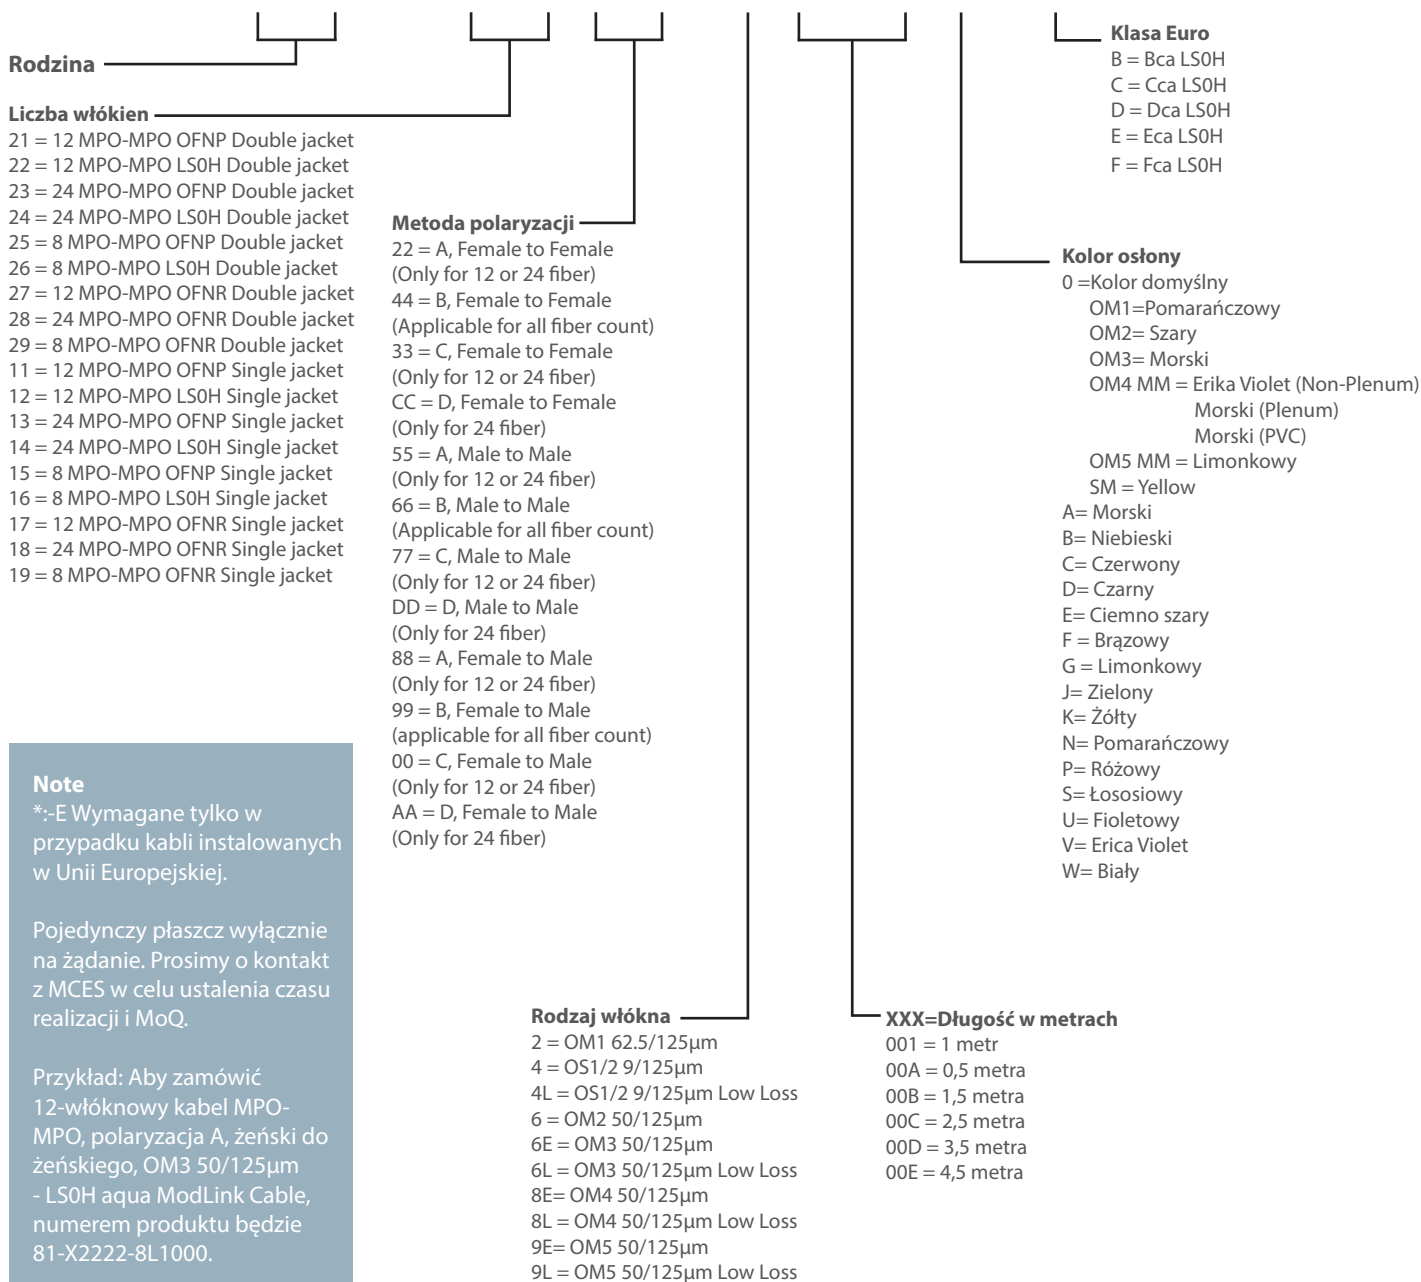 Rodzina
Liczba włókien
21 = 12 MPO-MPO OFNP Double jacket
22 = 12 MPO-MPO LS0H Double jacket
23 = 24 MPO-MPO OFNP Double jacket
24 = 24 MPO-MPO LS0H Double jacket
25 = 8 MPO-MPO OFNP Double jacket
26 = 8 MPO-MPO LS0H Double jacket
27 = 12 MPO-MPO OFNR Double jacket
28 = 24 MPO-MPO OFNR Double jacket
29 = 8 MPO-MPO OFNR Double jacket
11 = 12 MPO-MPO OFNP Single jacket
12 = 12 MPO-MPO LS0H Single jacket
13 = 24 MPO-MPO OFNP Single jacket
14 = 24 MPO-MPO LS0H Single jacket
15 = 8 MPO-MPO OFNP Single jacket
16 = 8 MPO-MPO LS0H Single jacket
17 = 12 MPO-MPO OFNR Single jacket
18 = 24 MPO-MPO OFNR Single jacket
19 = 8 MPO-MPO OFNR Single jacket
Metoda polaryzacji
22 = A, Female to Female
(Only for 12 or 24 fiber)
44 = B, Female to Female
(Applicable for all fiber count)
33 = C, Female to Female
(Only for 12 or 24 fiber)
CC = D, Female to Female
(Only for 24 fiber)
55 = A, Male to Male
(Only for 12 or 24 fiber)
66 = B, Male to Male
(Applicable for all fiber count)
77 = C, Male to Male
(Only for 12 or 24 fiber)
DD = D, Male to Male
(Only for 24 fiber)
88 = A, Female to Male
(Only for 12 or 24 fiber)
99 = B, Female to Male
(applicable for all fiber count)
00 = C, Female to Male
(Only for 12 or 24 fiber)
AA = D, Female to Male
(Only for 24 fiber)
Klasa Euro
B = Bca LS0H
C = Cca LS0H
D = Dca LS0H
E = Eca LS0H
F = Fca LS0H
Kolor osłony
0 =Kolor domyślny
OM1=Pomarańczowy
OM2= Szary
OM3= Morski
OM4 MM = Erika Violet (Non-Plenum)
Morski (Plenum)
Morski (PVC)
OM5 MM = Limonkowy
SM = Yellow
A= Morski
B= Niebieski
C= Czerwony
D= Czarny
E= Ciemno szary
F = Brązowy
G = Limonkowy
J= Zielony
K= Żółty
N= Pomarańczowy
P= Różowy
S= Łososiowy
U= Fioletowy
V= Erica Violet
W= Biały
Note
*:-E Wymagane tylko w
przypadku kabli instalowanych
w Unii Europejskiej.
Pojedynczy płaszcz wyłącznie
na żądanie. Prosimy o kontakt
z MCES w celu ustalenia czasu
realizacji i MoQ.
Przykład: Aby zamówić
12-włóknowy kabel MPO-
MPO, polaryzacja A, żeński do
żeńskiego, OM3 50/125µm
- LS0H aqua ModLink Cable,
numerem produktu będzie
81-X2222-8L1000.
Rodzaj włókna
2 = OM1 62.5/125µm
4 = OS1/2 9/125µm
4L = OS1/2 9/125µm Low Loss
6 = OM2 50/125µm
6E = OM3 50/125µm
6L = OM3 50/125µm Low Loss
8E= OM4 50/125µm
8L = OM4 50/125µm Low Loss
9E= OM5 50/125µm
9L = OM5 50/125µm Low Loss
XXX=Długość w metrach
001 = 1 metr
00A = 0,5 metra
00B = 1,5 metra
00C = 2,5 metra
00D = 3,5 metra
00E = 4,5 metra